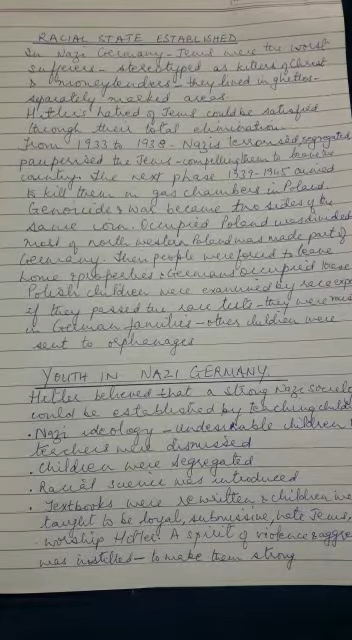 RACIAL STATE ESTABLISHED
In Nazi Germany - Jews were the worst
sufferers - stereotyped as killers of Christ
& moneylenders - they lived in ghettos -
separately marked areas
Hitler's hatred of Jews could be satisfied
through their total elimination.
From 1933 to 1938 - Nazis terrorised, segregated
pauperised the Jews - compelling them to leave the
country. The next phase 1939-1945 aimed
to kill them in gas chambers in Poland.
Genocide & war became two sides of the
same coin. Occupied Poland was divided
most of north western Poland was made part of
Germany. Then people were forced to leave
home & properties & Germans occupied
Polish children were examined by race
if they passed the race tests - they were
in German families - other children were
sent to orphanages
YOUTH IN NAZI GERMANY
Hitler believed that a strong Nazi
could be established by teaching
. Nazi ideology - undesirable children
teachers were dismissed
. Children were segregated
. Racial science was introduced
. Textbooks were rewritten & children
taught to be loyal, submissive, hate Jews,
worship Hitler. A spirit of violence &
was instilled - to make them strong